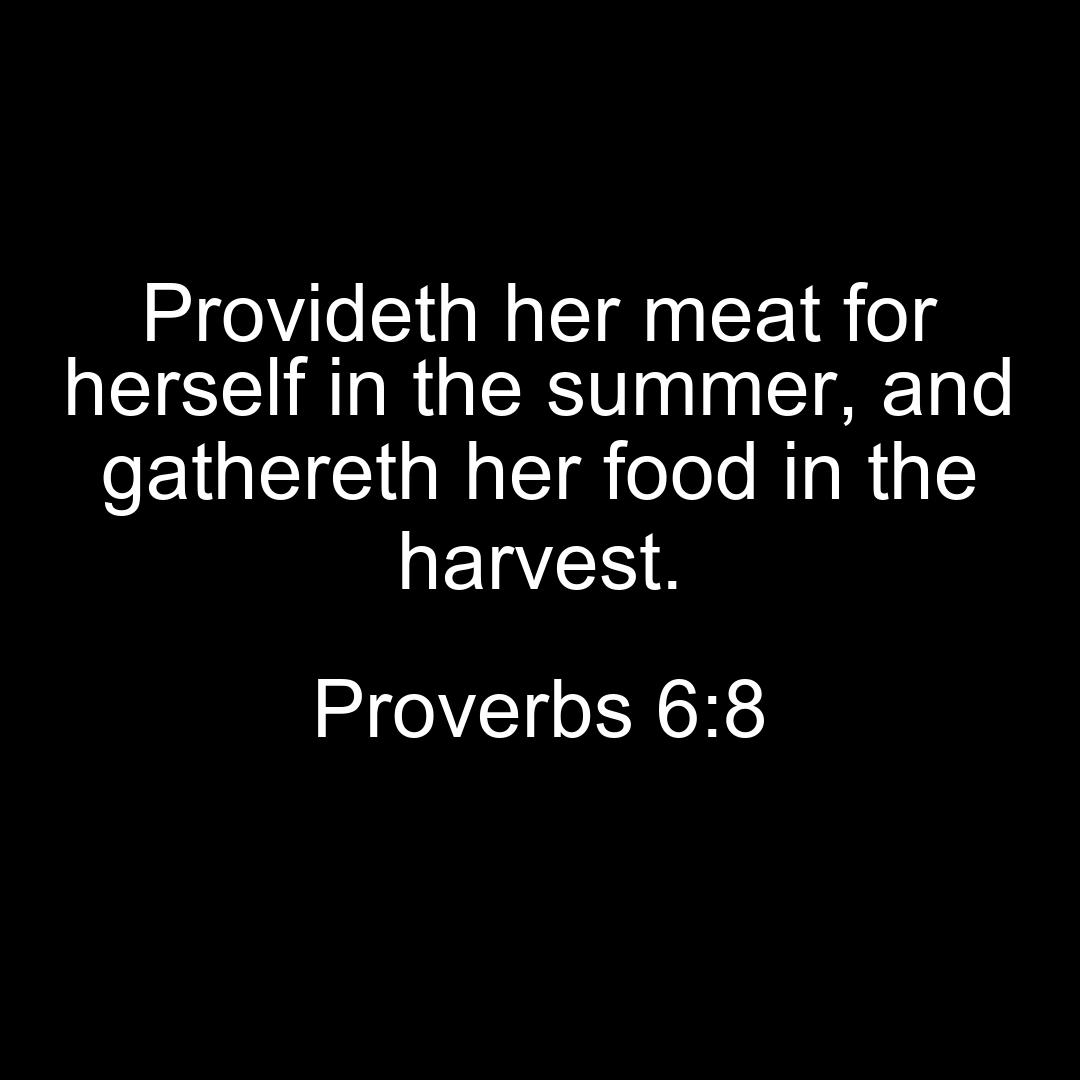 Provideth her meat for
herself in the summer, and
gathereth her food in the
harvest.
Proverbs 6:8